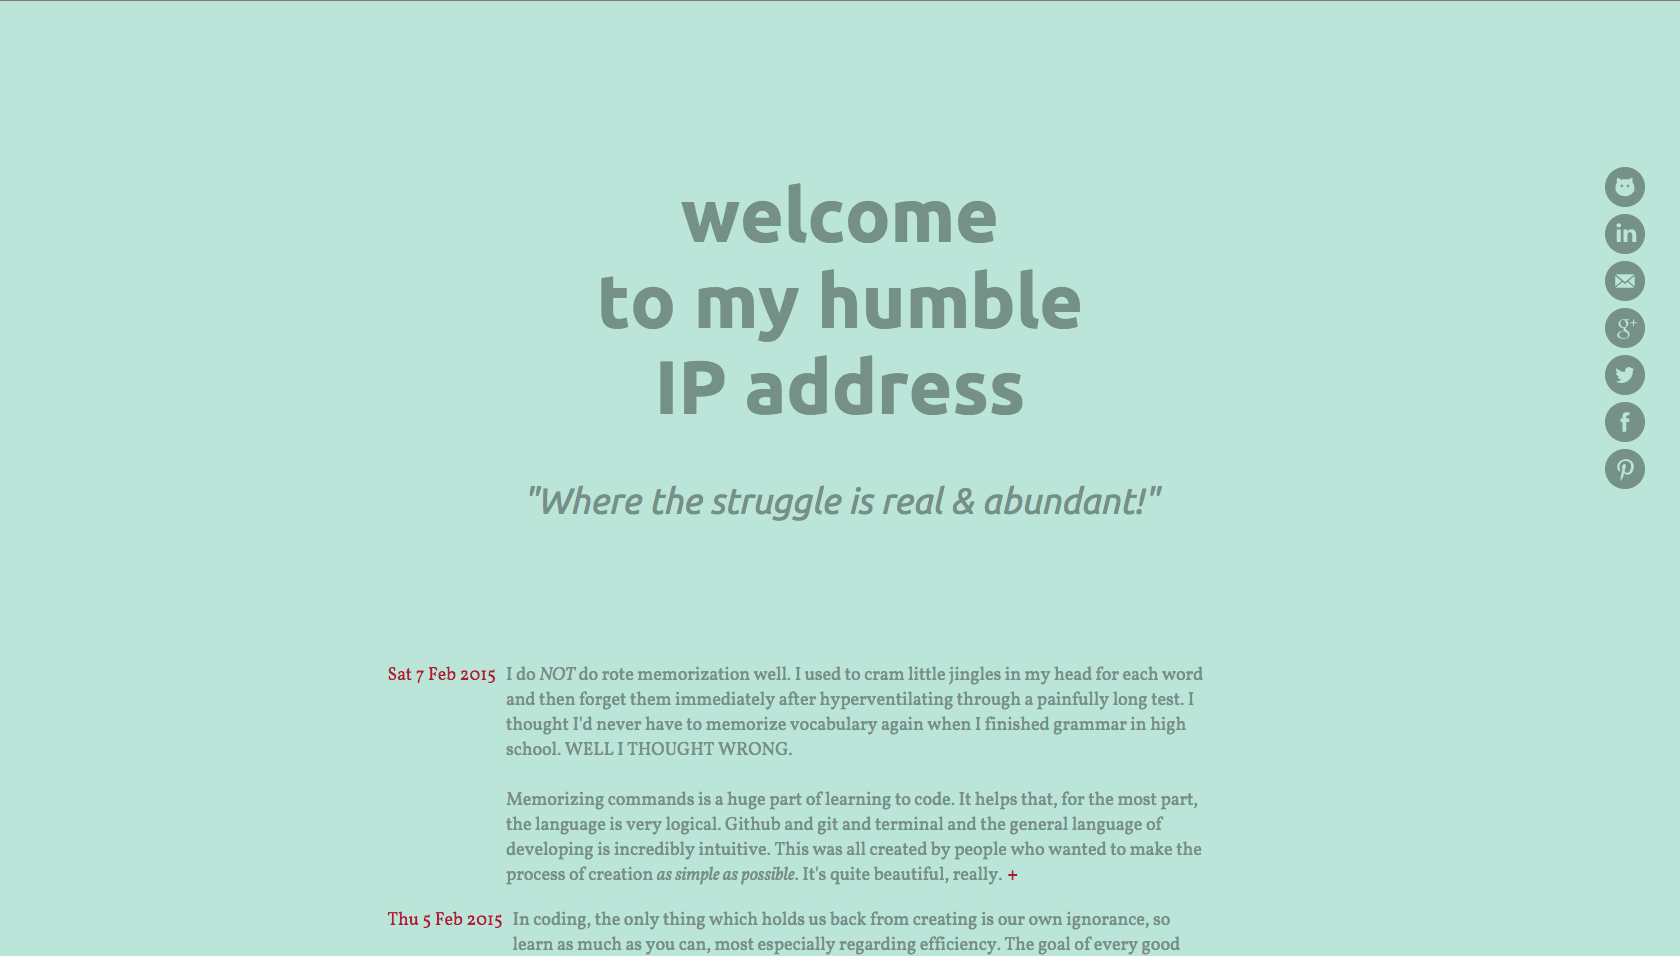 welcome
to my humble
IP address
"Where the struggle is real & abundant!"
in
g+
f
Sat 7 Feb 2015 I do NOT do rote memorization well. I used to cram little jingles in my head for each word
and then forget them immediately after hyperventilating through a painfully long test. I
thought I'd never have to memorize vocabulary again when I finished grammar in high
school. WELL I THOUGHT WRONG.
Memorizing commands is a huge part of learning to code. It helps that, for the most part,
the language is very logical. Github and git and terminal and the general language of
developing is incredibly intuitive. This was all created by people who wanted to make the
process of creation as simple as possible. It's quite beautiful, really. +
Thu 5 Feb 2015 In coding, the only thing which holds us back from creating is our own ignorance, so
learn as much as you can, most especially regarding efficiency. The goal of every good